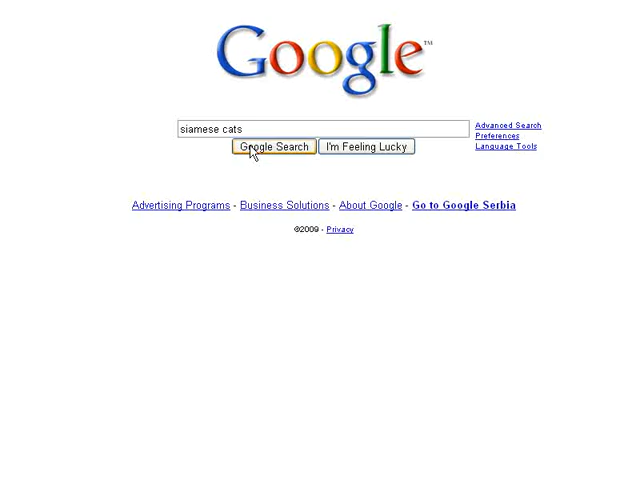 Google™
siamese cats
Advanced Search
Preferences
Language Tools
Google Search I'm Feeling Lucky
Advertising Programs - Business Solutions - About Google - Go to Google Serbia
©2009 - Privacy